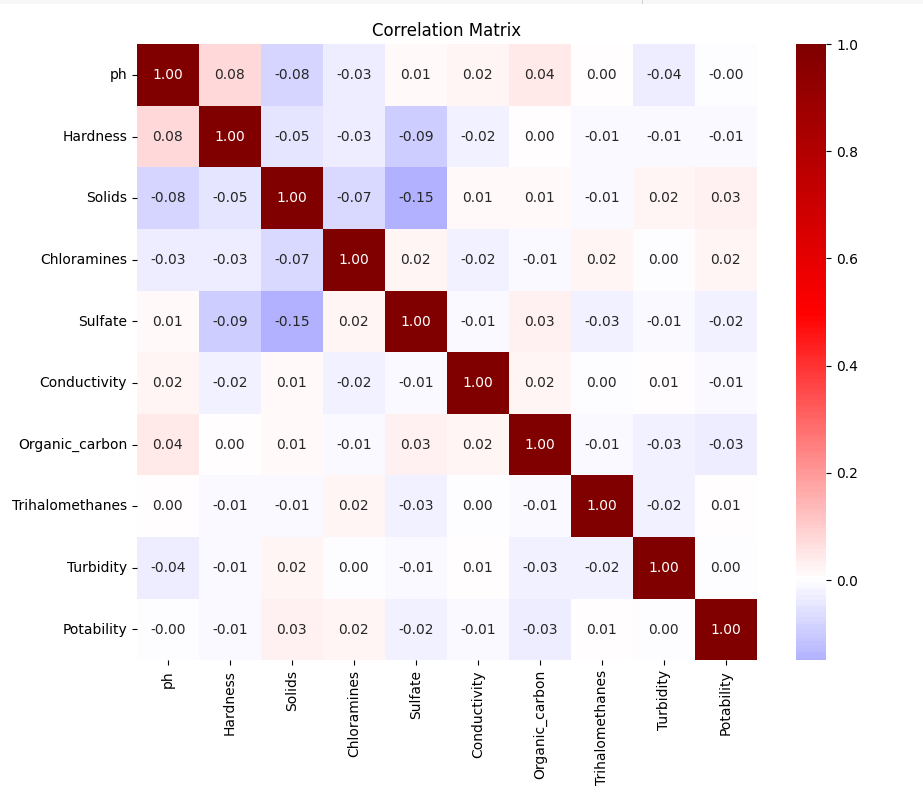 Correlation Matrix
ph 1.00 0.08 -0.08 -0.03 0.01 0.02 0.04 0.00 -0.04 -0.00
Hardness 0.08 1.00 -0.05 -0.03 -0.09 -0.02 0.00 -0.01 -0.01 -0.01
Solids -0.08 -0.05 1.00 -0.07 -0.15 0.01 0.01 -0.01 0.02 0.03
Chloramines -0.03 -0.03 -0.07 1.00 0.02 -0.02 -0.01 0.02 0.00 0.02
Sulfate 0.01 -0.09 -0.15 0.02 1.00 -0.01 0.03 -0.03 -0.01 -0.02
Conductivity 0.02 -0.02 0.01 -0.02 -0.01 1.00 0.02 0.00 0.01 -0.01
Organic_carbon 0.04 0.00 0.01 -0.01 0.03 0.02 1.00 -0.01 -0.03 -0.03
Trihalomethanes 0.00 -0.01 -0.01 0.02 -0.03 0.00 -0.01 1.00 -0.02 0.01
Turbidity -0.04 -0.01 0.02 0.00 -0.01 0.01 -0.03 -0.02 1.00 0.00
Potability -0.00 -0.01 0.03 0.02 -0.02 -0.01 -0.03 0.01 0.00 1.00
ph
Hardness
Solids
Chloramines
Sulfate
Conductivity
Organic_carbon
Trihalomethanes
Turbidity
Potability
1.0
0.8
0.6
0.4
0.2
0.0